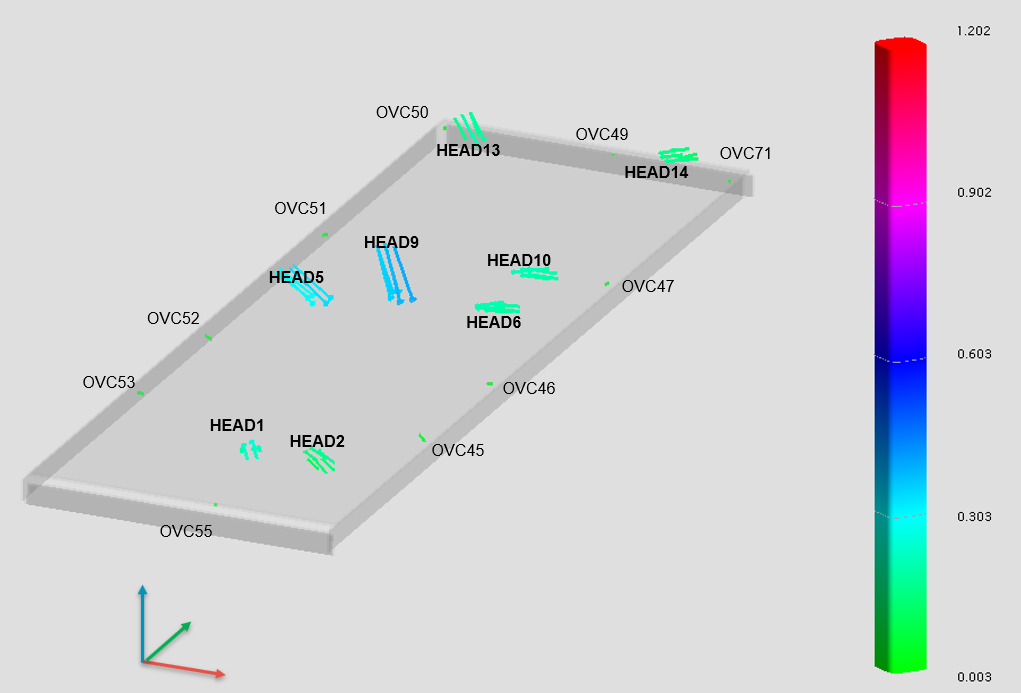 1.202
OVC50
OVC49
HEAD13
OVC71
HEAD14
0.902
OVC51
HEAD9
HEAD10
HEAD5
OVC47
OVC52
HEAD6
0.603
OVC53
OVC46
HEAD1
HEAD2
OVC45
0.303
OVC55
0.003